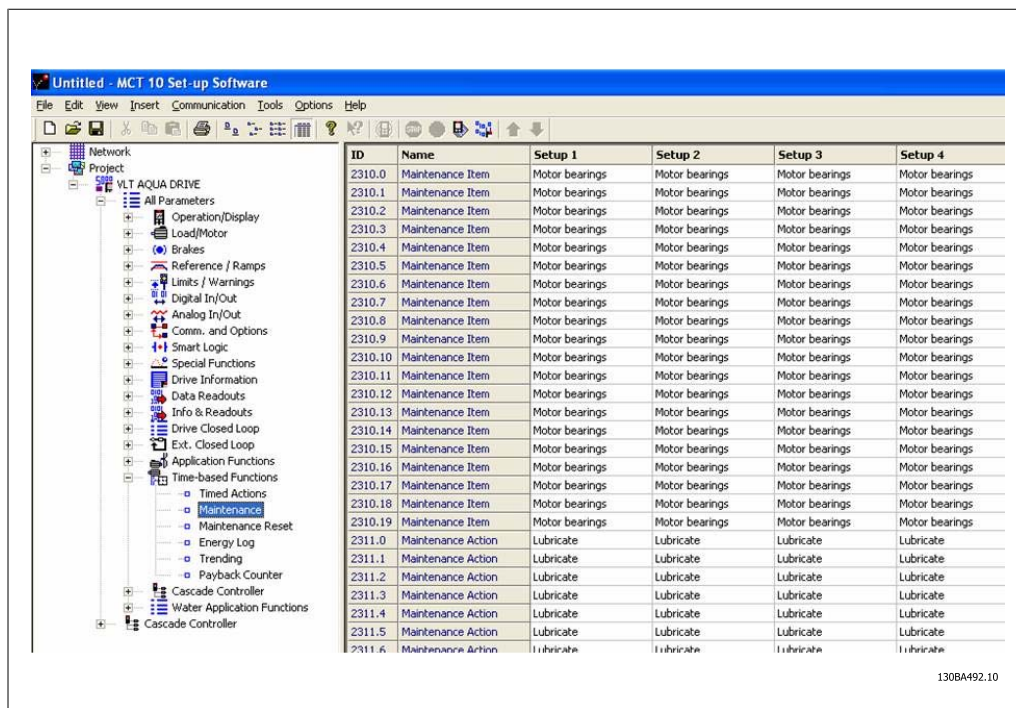 Untitled - MCT 10 Set-up Software
File Edit View Insert Communication Tools Options Help
Network
Project
VLT AQUA DRIVE
All Parameters
Operation/Display
Load/Motor
Brakes
Reference / Ramps
Limits / Warnings
Digital In/Out
Analog In/Out
Comm. and Options
Smart Logic
Special Functions
Drive Information
Data Readouts
Info & Readouts
Drive Closed Loop
Ext. Closed Loop
Application Functions
Time-based Functions
Timed Actions
Maintenance
Maintenance Reset
Energy Log
Trending
Payback Counter
Cascade Controller
Water Application Functions
Cascade Controller
ID Name Setup 1 Setup 2 Setup 3 Setup 4
2310.0 Maintenance Item Motor bearings Motor bearings Motor bearings Motor bearings
2310.1 Maintenance Item Motor bearings Motor bearings Motor bearings Motor bearings
2310.2 Maintenance Item Motor bearings Motor bearings Motor bearings Motor bearings
2310.3 Maintenance Item Motor bearings Motor bearings Motor bearings Motor bearings
2310.4 Maintenance Item Motor bearings Motor bearings Motor bearings Motor bearings
2310.5 Maintenance Item Motor bearings Motor bearings Motor bearings Motor bearings
2310.6 Maintenance Item Motor bearings Motor bearings Motor bearings Motor bearings
2310.7 Maintenance Item Motor bearings Motor bearings Motor bearings Motor bearings
2310.8 Maintenance Item Motor bearings Motor bearings Motor bearings Motor bearings
2310.9 Maintenance Item Motor bearings Motor bearings Motor bearings Motor bearings
2310.10 Maintenance Item Motor bearings Motor bearings Motor bearings Motor bearings
2310.11 Maintenance Item Motor bearings Motor bearings Motor bearings Motor bearings
2310.12 Maintenance Item Motor bearings Motor bearings Motor bearings Motor bearings
2310.13 Maintenance Item Motor bearings Motor bearings Motor bearings Motor bearings
2310.14 Maintenance Item Motor bearings Motor bearings Motor bearings Motor bearings
2310.15 Maintenance Item Motor bearings Motor bearings Motor bearings Motor bearings
2310.16 Maintenance Item Motor bearings Motor bearings Motor bearings Motor bearings
2310.17 Maintenance Item Motor bearings Motor bearings Motor bearings Motor bearings
2310.18 Maintenance Item Motor bearings Motor bearings Motor bearings Motor bearings
2310.19 Maintenance Item Motor bearings Motor bearings Motor bearings Motor bearings
2311.0 Maintenance Action Lubricate Lubricate Lubricate Lubricate
2311.1 Maintenance Action Lubricate Lubricate Lubricate Lubricate
2311.2 Maintenance Action Lubricate Lubricate Lubricate Lubricate
2311.3 Maintenance Action Lubricate Lubricate Lubricate Lubricate
2311.4 Maintenance Action Lubricate Lubricate Lubricate Lubricate
2311.5 Maintenance Action Lubricate Lubricate Lubricate Lubricate
2311.6 Maintenance Action Lubricate Lubricate Lubricate Lubricate
130BA492.10